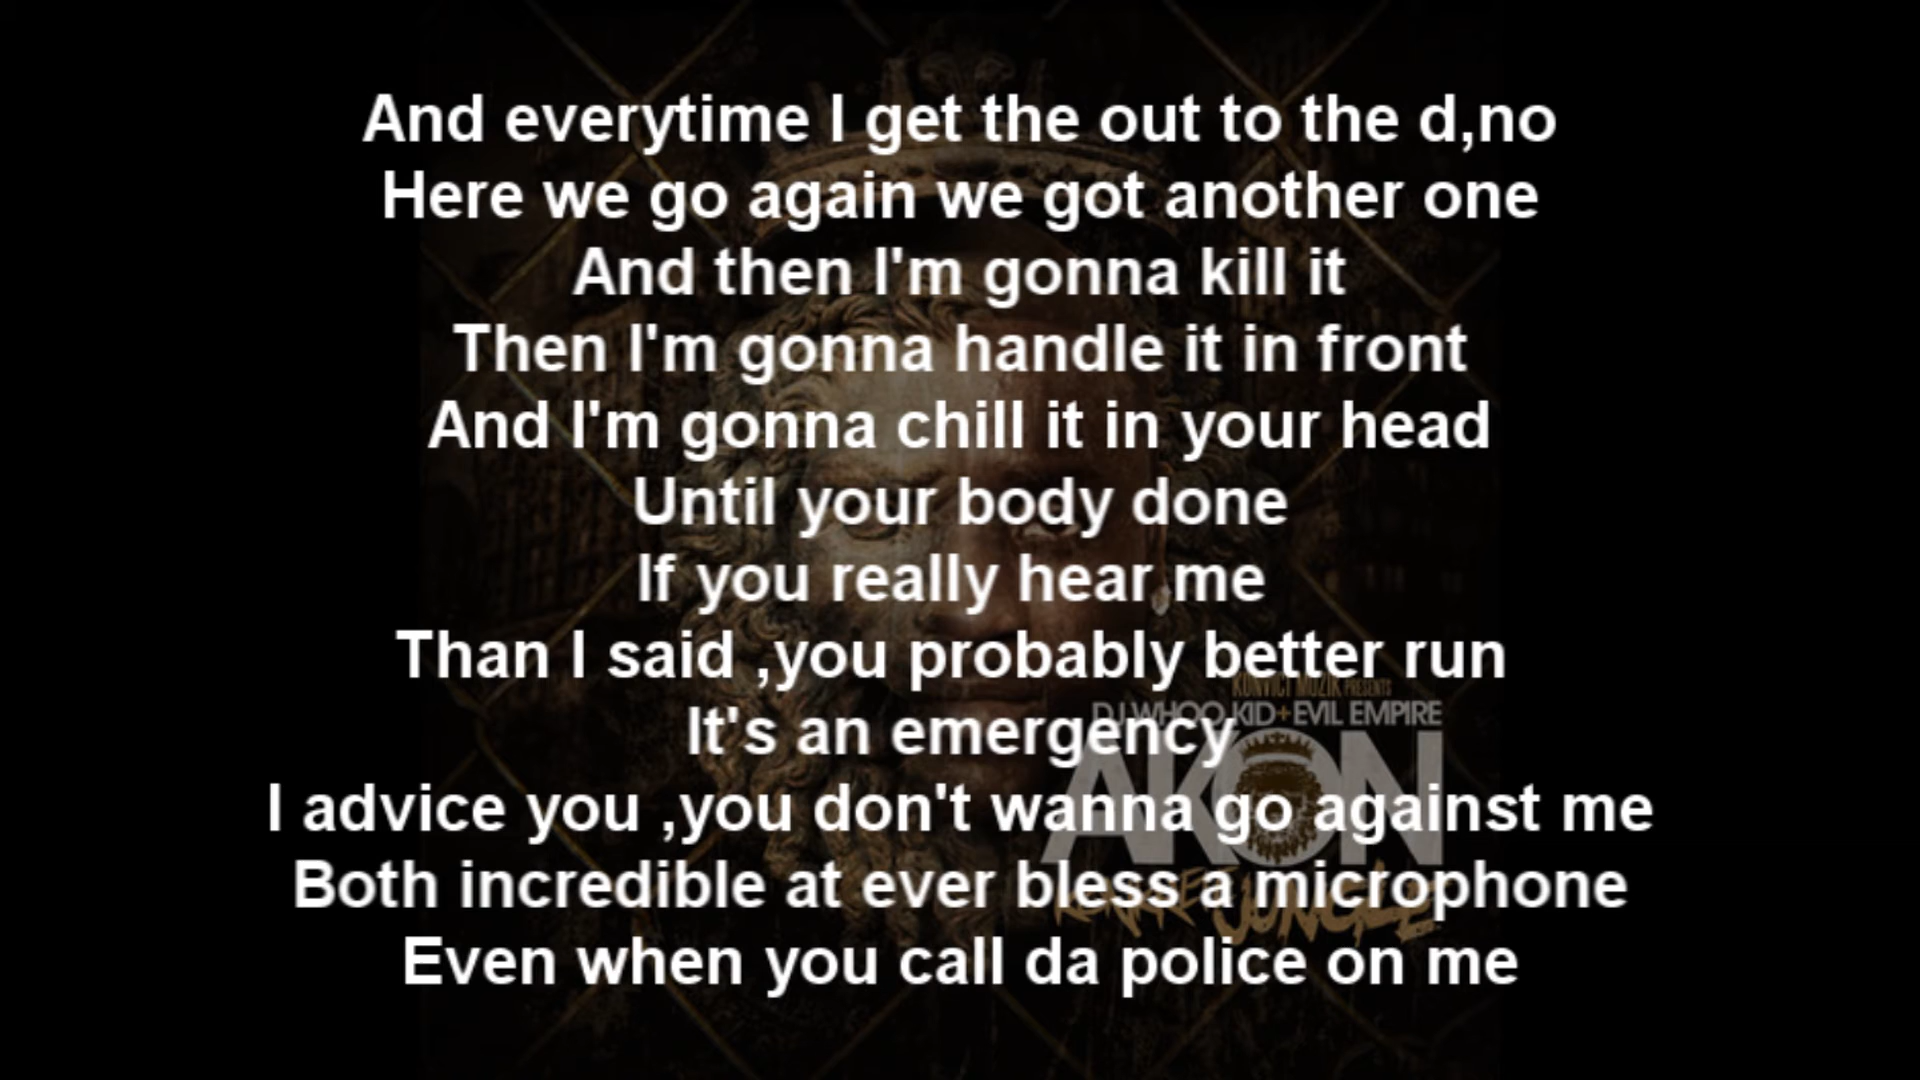 And everytime I get the out to the d,no
Here we go again we got another one
And then I'm gonna kill it
Then I'm gonna handle it in front
And I'm gonna chill it in your head
Until your body done
If you really hear me
Than I said ,you probably better run
KONVICT MUZIK PRESENTS
DJ WHOO KID+EVIL EMPIRE
It's an emergency
AKON
I advice you ,you don't wanna go against me
Both incredible at ever bless a microphone
JUNGLE
Even when you call da police on me